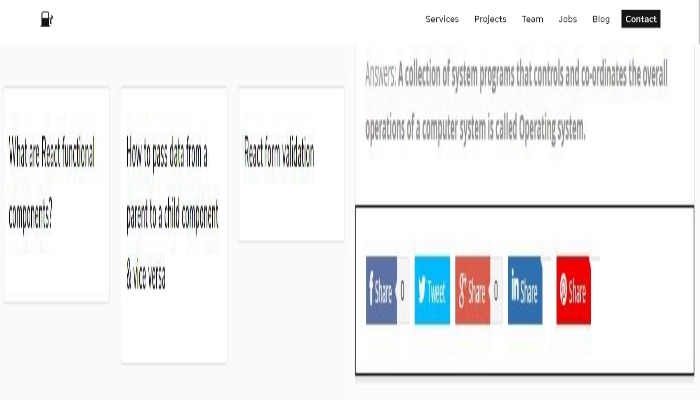 Services Projects Team Jobs Blog Contact
What are React functional
components?
How to pass data from a
parent to a child component
& vice versa
React form validation
Answers: A collection of system programs that controls and co-ordinates the overall
operations of a computer system is called Operating system.
f Share 0 Tweet g+ Share 0 in Share Share